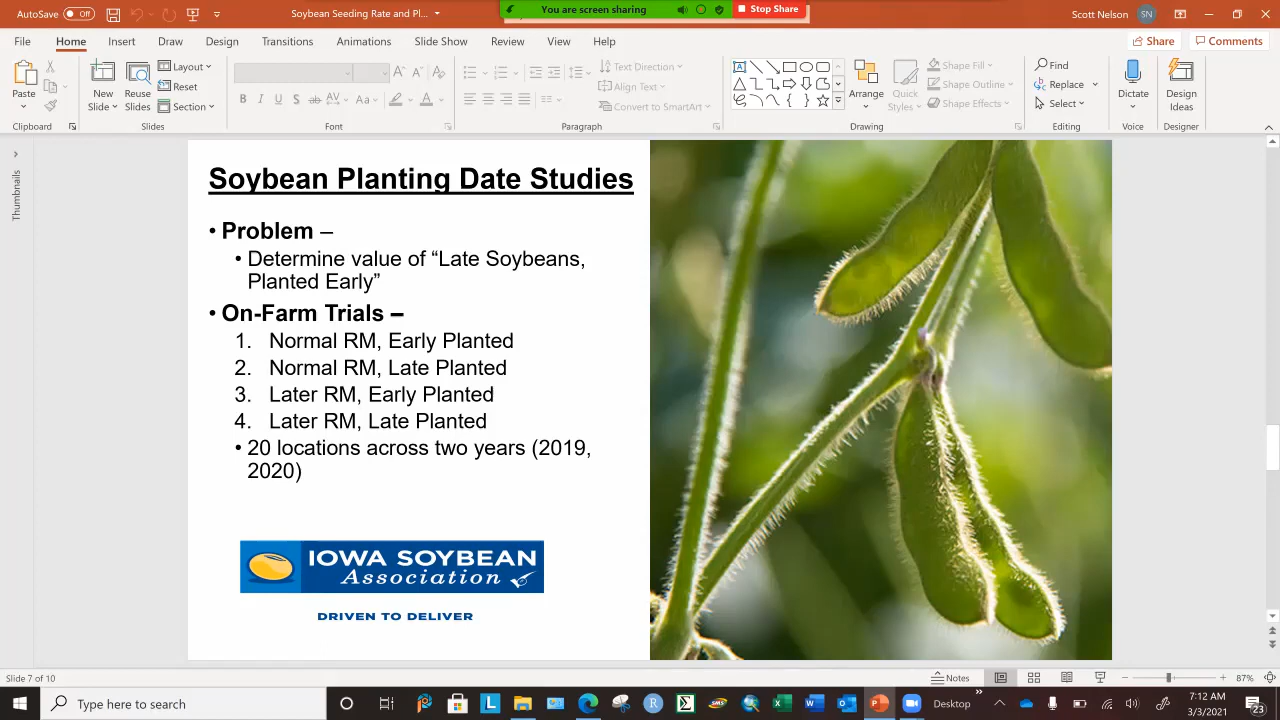 AutoSave Off
Soybean Seeding Rate and Pl...
You are screen sharing
Stop Share
Scott Nelson
SN
File Home Insert Draw Design Transitions Animations Slide Show Review View Help
Share Comments
Paste
Clipboard
New Slide
Reuse Slides
Layout
Reset
Section
Slides
Font
Text Direction
Align Text
Convert to SmartArt
Paragraph
Arrange
Quick Styles
Shape Fill
Shape Outline
Shape Effects
Drawing
Find
Replace
Select
Editing
Dictate
Voice
Design Ideas
Designer
Thumbnails
Soybean Planting Date Studies
• Problem –
• Determine value of “Late Soybeans,
Planted Early”
• On-Farm Trials –
1. Normal RM, Early Planted
2. Normal RM, Late Planted
3. Later RM, Early Planted
4. Later RM, Late Planted
• 20 locations across two years (2019,
2020)
IOWA SOYBEAN
Association
DRIVEN TO DELIVER
Slide 7 of 10
Notes
87%
Type here to search
Desktop
7:12 AM
3/3/2021
23